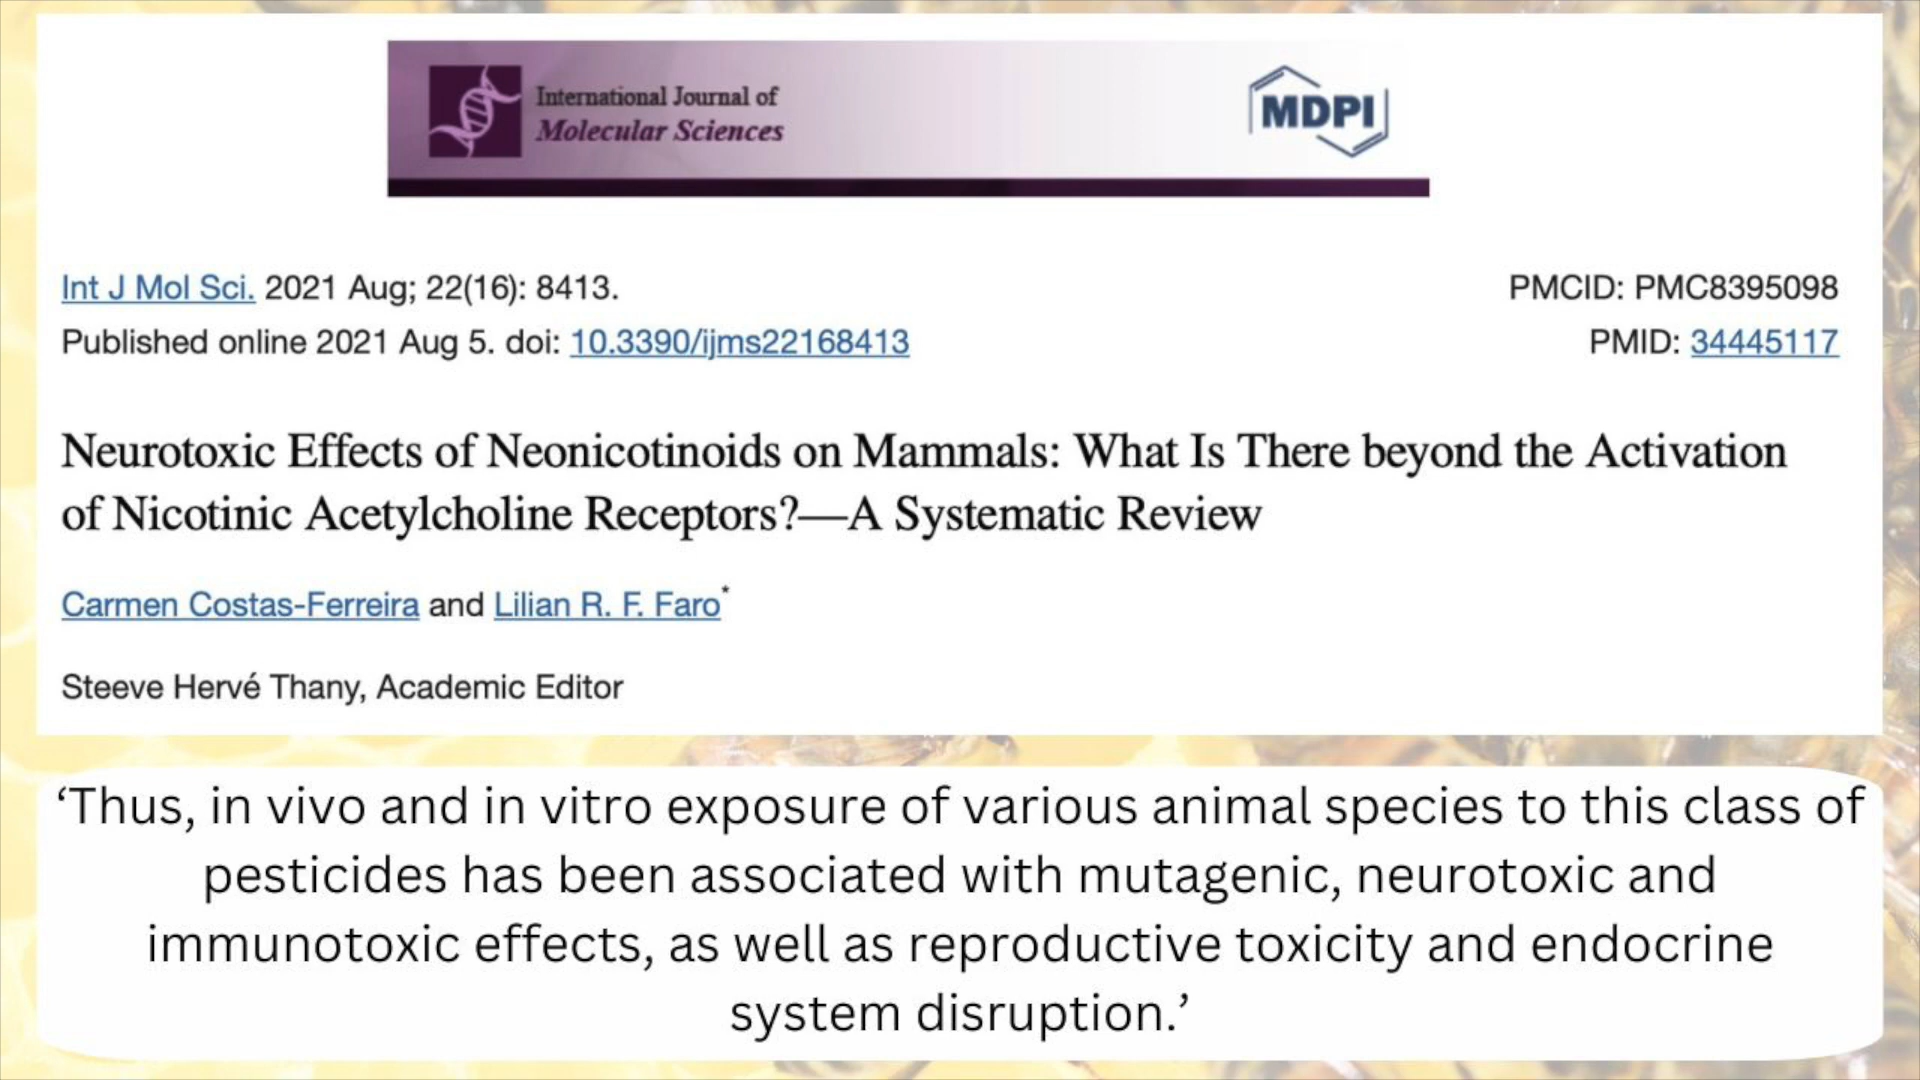 International Journal of
Molecular Sciences
MDPI
Int J Mol Sci. 2021 Aug; 22(16): 8413.
PMCID: PMC8395098
Published online 2021 Aug 5. doi: 10.3390/ijms22168413
PMID: 34445117
Neurotoxic Effects of Neonicotinoids on Mammals: What Is There beyond the Activation
of Nicotinic Acetylcholine Receptors?—A Systematic Review
Carmen Costas-Ferreira and Lilian R. F. Faro*
Steeve Hervé Thany, Academic Editor
‘Thus, in vivo and in vitro exposure of various animal species to this class of
pesticides has been associated with mutagenic, neurotoxic and
immunotoxic effects, as well as reproductive toxicity and endocrine
system disruption.’